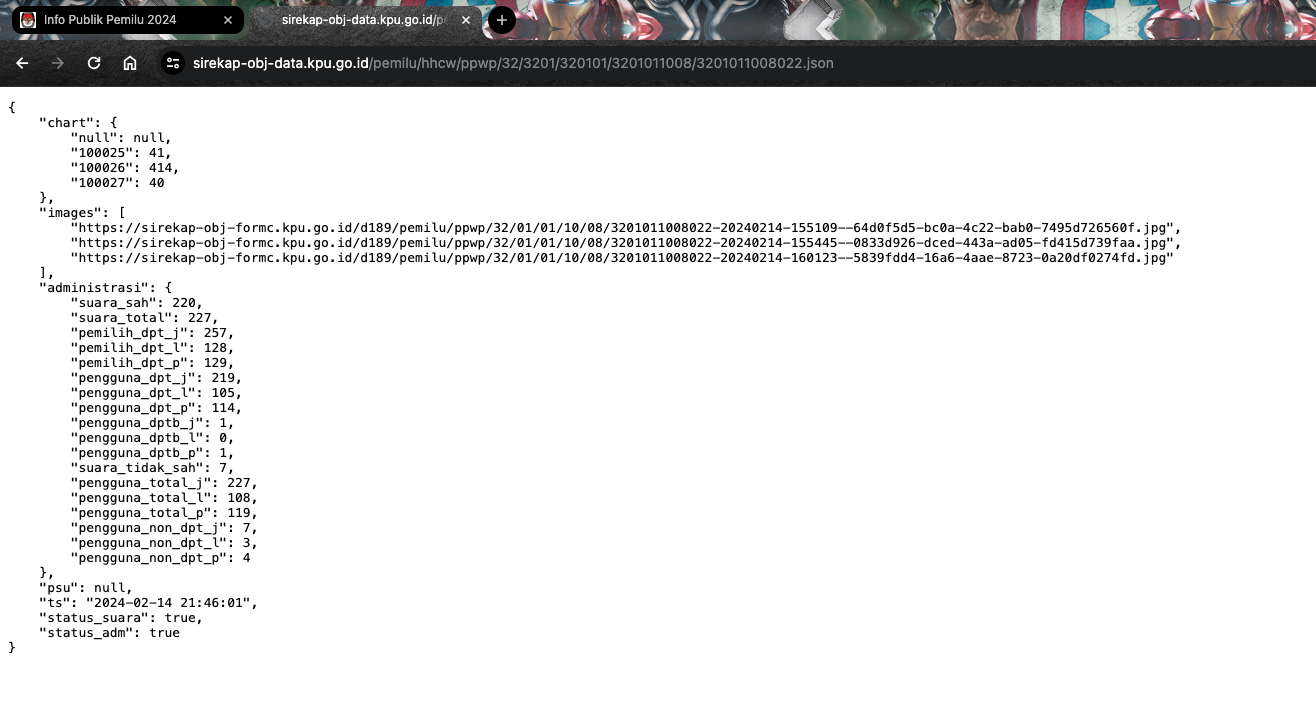 Info Publik Pemilu 2024
sirekap-obj-data.kpu.go.id/p
sirekap-obj-data.kpu.go.id/pemilu/hhcw/ppwp/32/3201/320101/3201011008/3201011008022.json
{
"chart": {
"null": null,
"100025": 41,
"100026": 414,
"100027": 40
},
"images": [
"https://sirekap-obj-formc.kpu.go.id/d189/pemilu/ppwp/32/01/01/10/08/3201011008022-20240214-155109--64d0f5d5-bc0a-4c22-bab0-7495d726560f.jpg",
"https://sirekap-obj-formc.kpu.go.id/d189/pemilu/ppwp/32/01/01/10/08/3201011008022-20240214-155445--0833d926-dced-443a-ad05-fd415d739faa.jpg",
"https://sirekap-obj-formc.kpu.go.id/d189/pemilu/ppwp/32/01/01/10/08/3201011008022-20240214-160123--5839fdd4-16a6-4aae-8723-0a20df0274fd.jpg"
],
"administrasi": {
"suara_sah": 220,
"suara_total": 227,
"pemilih_dpt_j": 257,
"pemilih_dpt_l": 128,
"pemilih_dpt_p": 129,
"pengguna_dpt_j": 219,
"pengguna_dpt_l": 105,
"pengguna_dpt_p": 114,
"pengguna_dptb_j": 1,
"pengguna_dptb_l": 0,
"pengguna_dptb_p": 1,
"suara_tidak_sah": 7,
"pengguna_total_j": 227,
"pengguna_total_l": 108,
"pengguna_total_p": 119,
"pengguna_non_dpt_j": 7,
"pengguna_non_dpt_l": 3,
"pengguna_non_dpt_p": 4
},
"psu": null,
"ts": "2024-02-14 21:46:01",
"status_suara": true,
"status_adm": true
}